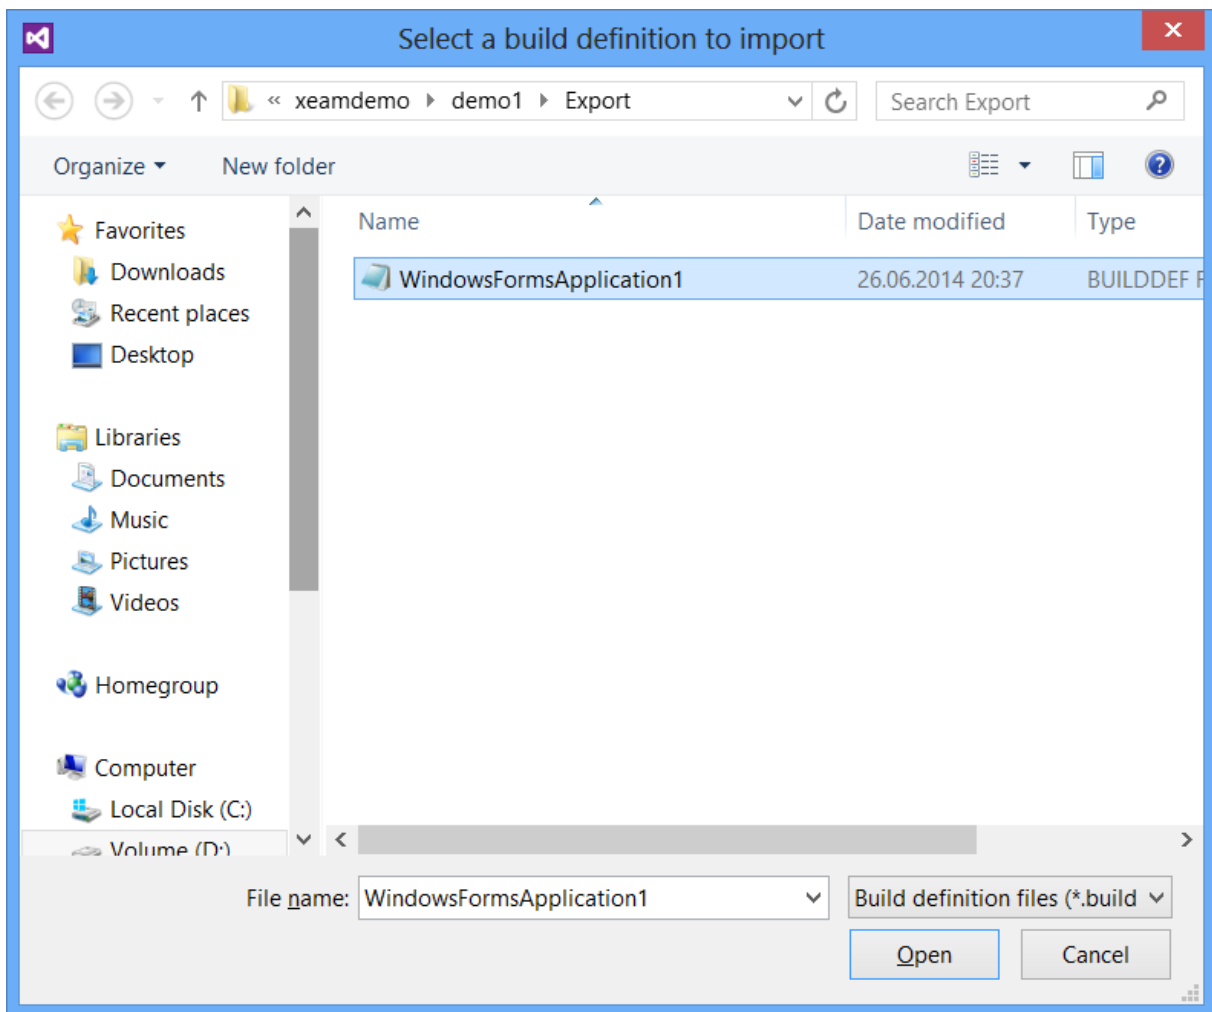 Select a build definition to import
« xeamdemo demo1 Export
Search Export
Organize
New folder
Favorites
Downloads
Recent places
Desktop
Libraries
Documents
Music
Pictures
Videos
Homegroup
Computer
Local Disk (C:)
Volume (D:)
Name Date modified Type
WindowsFormsApplication1 26.06.2014 20:37 BUILDDEF F
File name: WindowsFormsApplication1
Build definition files (*.build
Open
Cancel